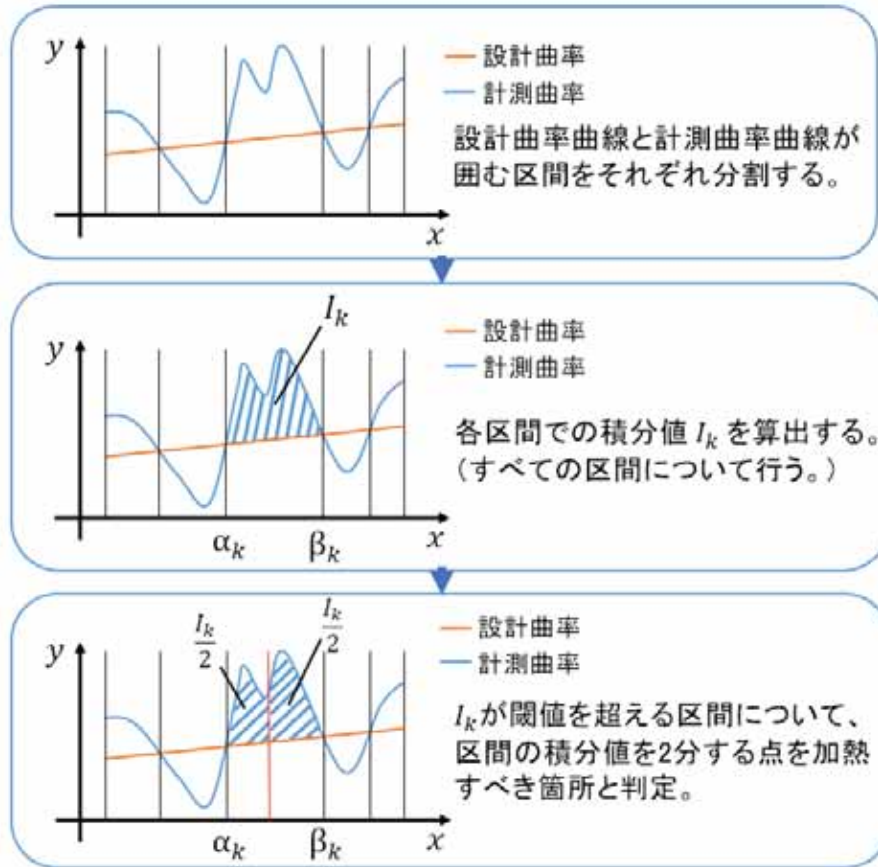 y
設計曲率
計測曲率
設計曲率曲線と計測曲率曲線が
囲む区間をそれぞれ分割する。
x
I_k
y
設計曲率
計測曲率
各区間での積分値 I_k を算出する。
(すべての区間について行う。)
α_k
β_k
x
I_k/2
I_k/2
y
設計曲率
計測曲率
I_kが閾値を超える区間について、
区間の積分値を2分する点を加熱
すべき箇所と判定。
α_k
β_k
x